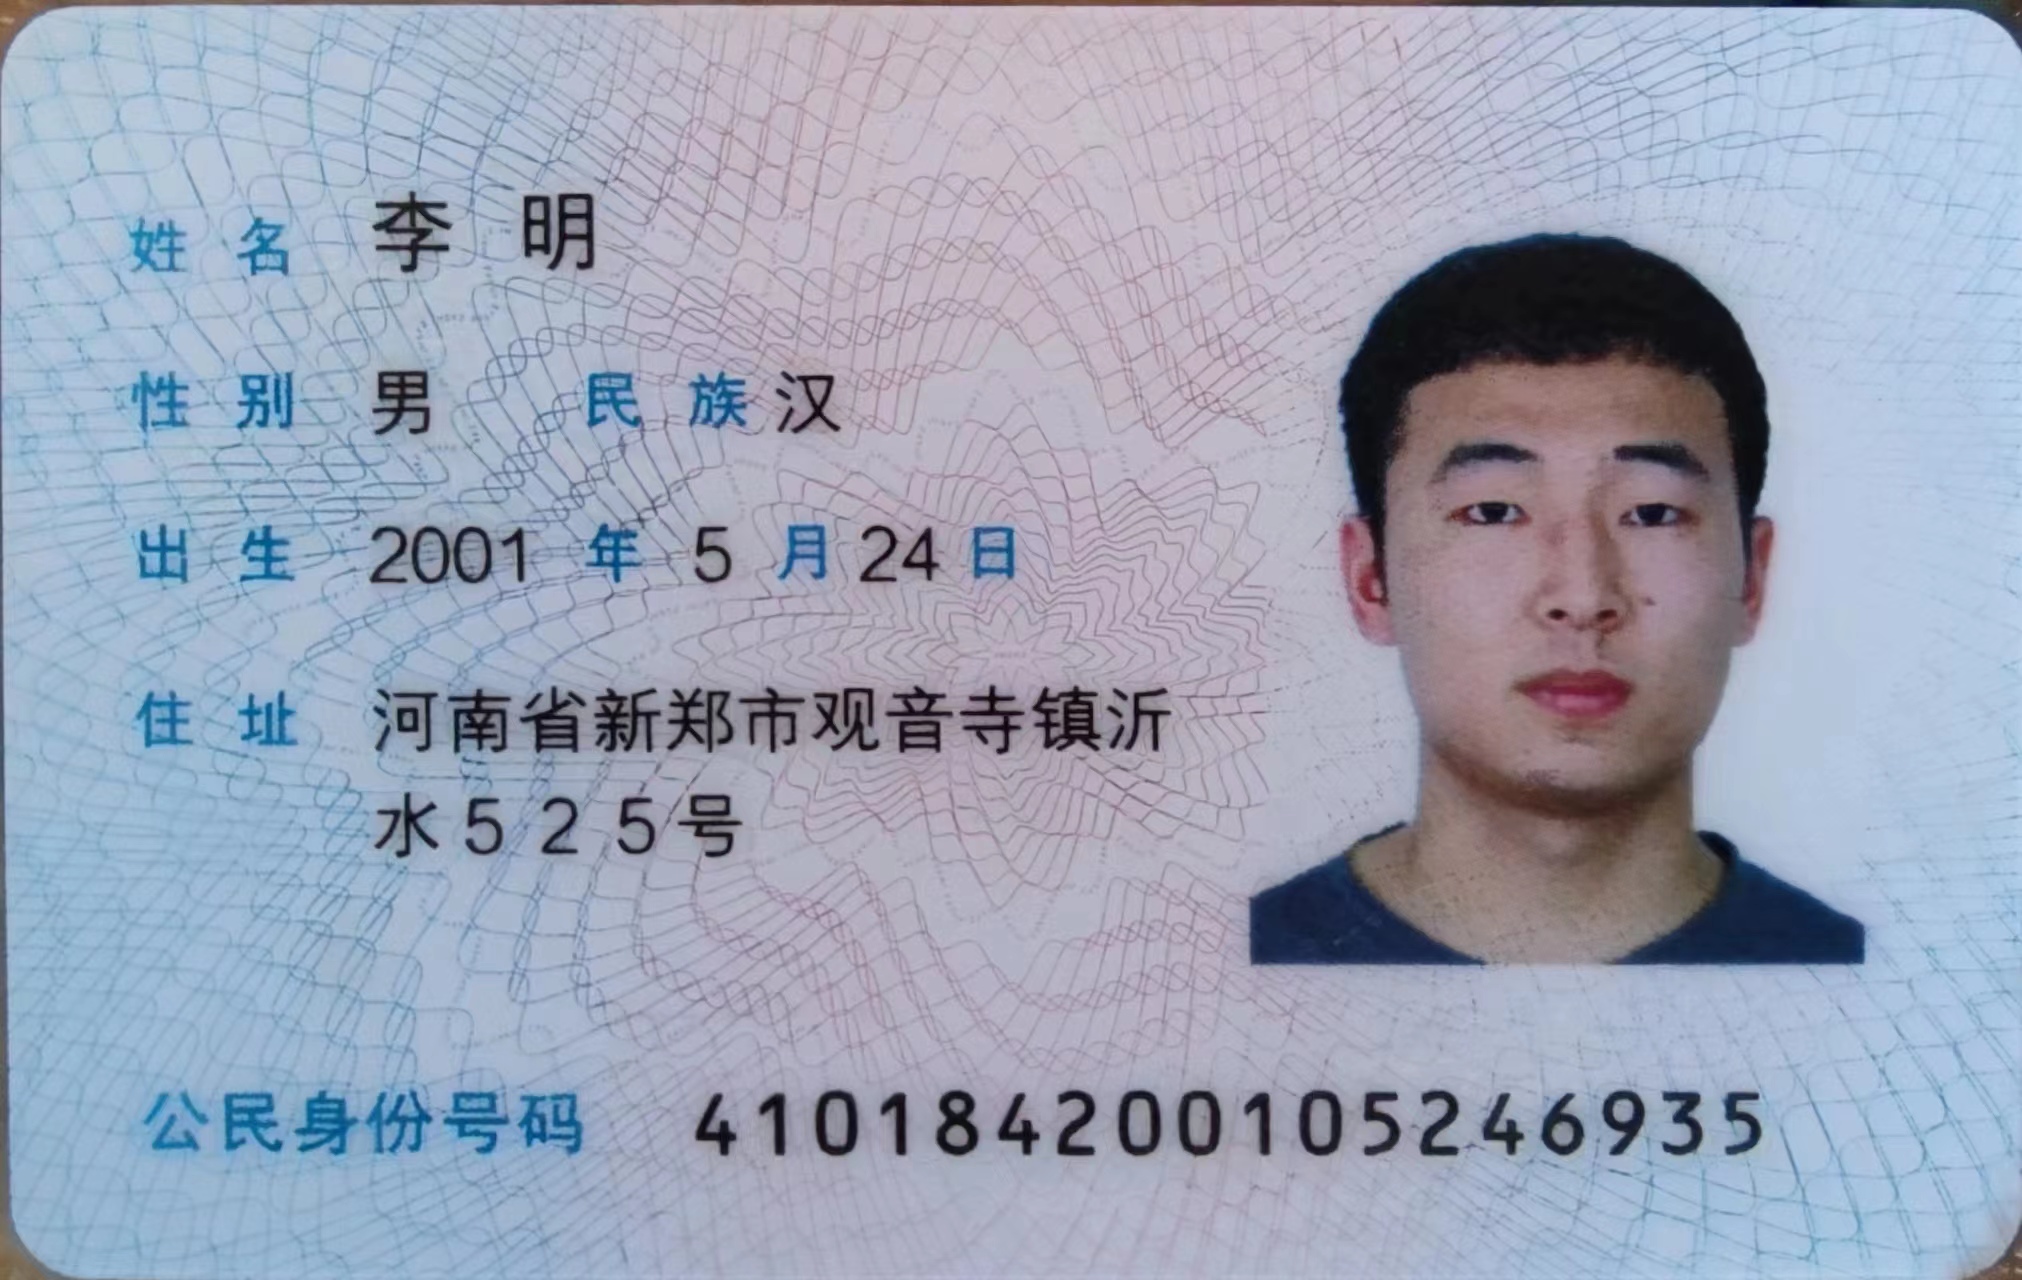 姓名 李明
性别 男 民族 汉
出生 2001 年 5 月 24 日
住址 河南省新郑市观音寺镇沂
水525号
公民身份号码 410184200105246935